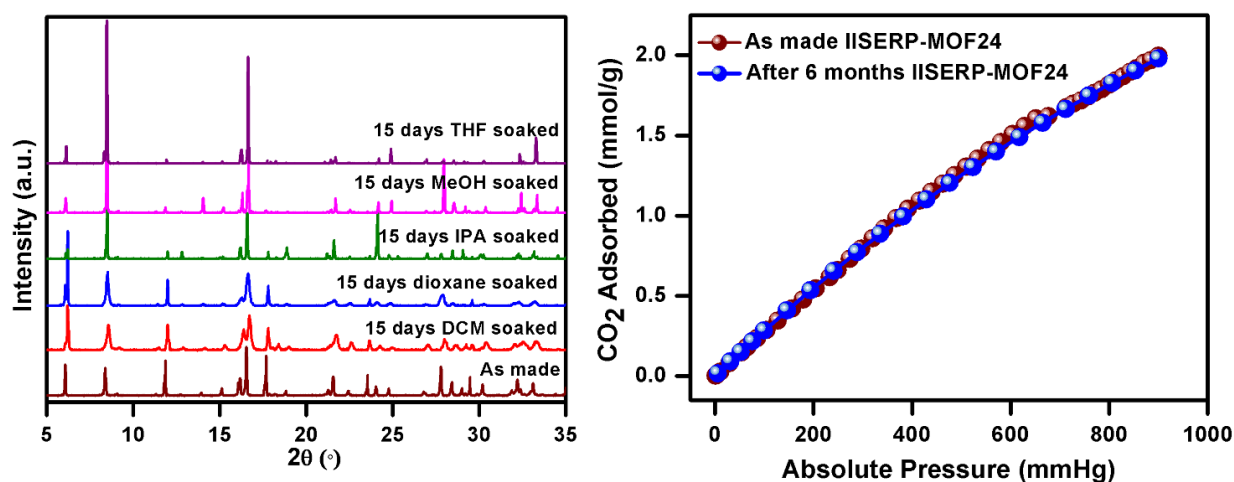 Intensity (a.u.)
15 days THF soaked
15 days MeOH soaked
15 days IPA soaked
15 days dioxane soaked
15 days DCM soaked
As made
5 10 15 20 25 30 35
2θ (°)
CO2 Adsorbed (mmol/g)
2.0
1.5
1.0
0.5
0.0
As made IISERP-MOF24
After 6 months IISERP-MOF24
0 200 400 600 800 1000
Absolute Pressure (mmHg)